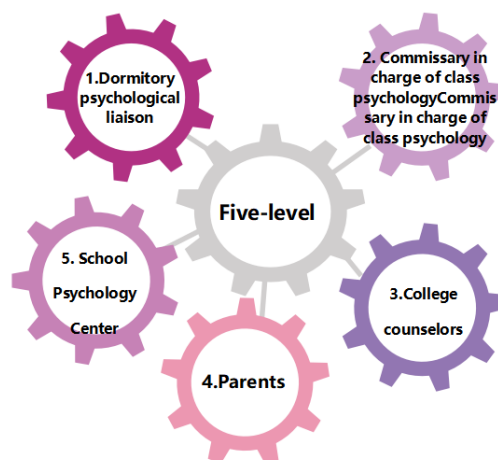 1.Dormitory
psychological
liaison
2. Commissary in
charge of class
psychologyCommis
sary in charge of
class psychology
Five-level
3.College
counselors
4.Parents
5. School
Psychology
Center